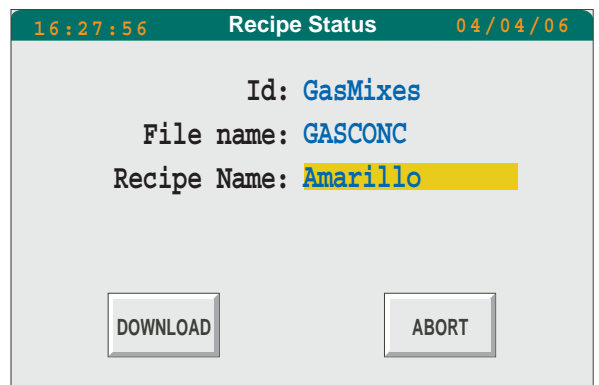 16:27:56 Recipe Status 04/04/06
Id: GasMixes
File name: GASCONC
Recipe Name: Amarillo
DOWNLOAD ABORT